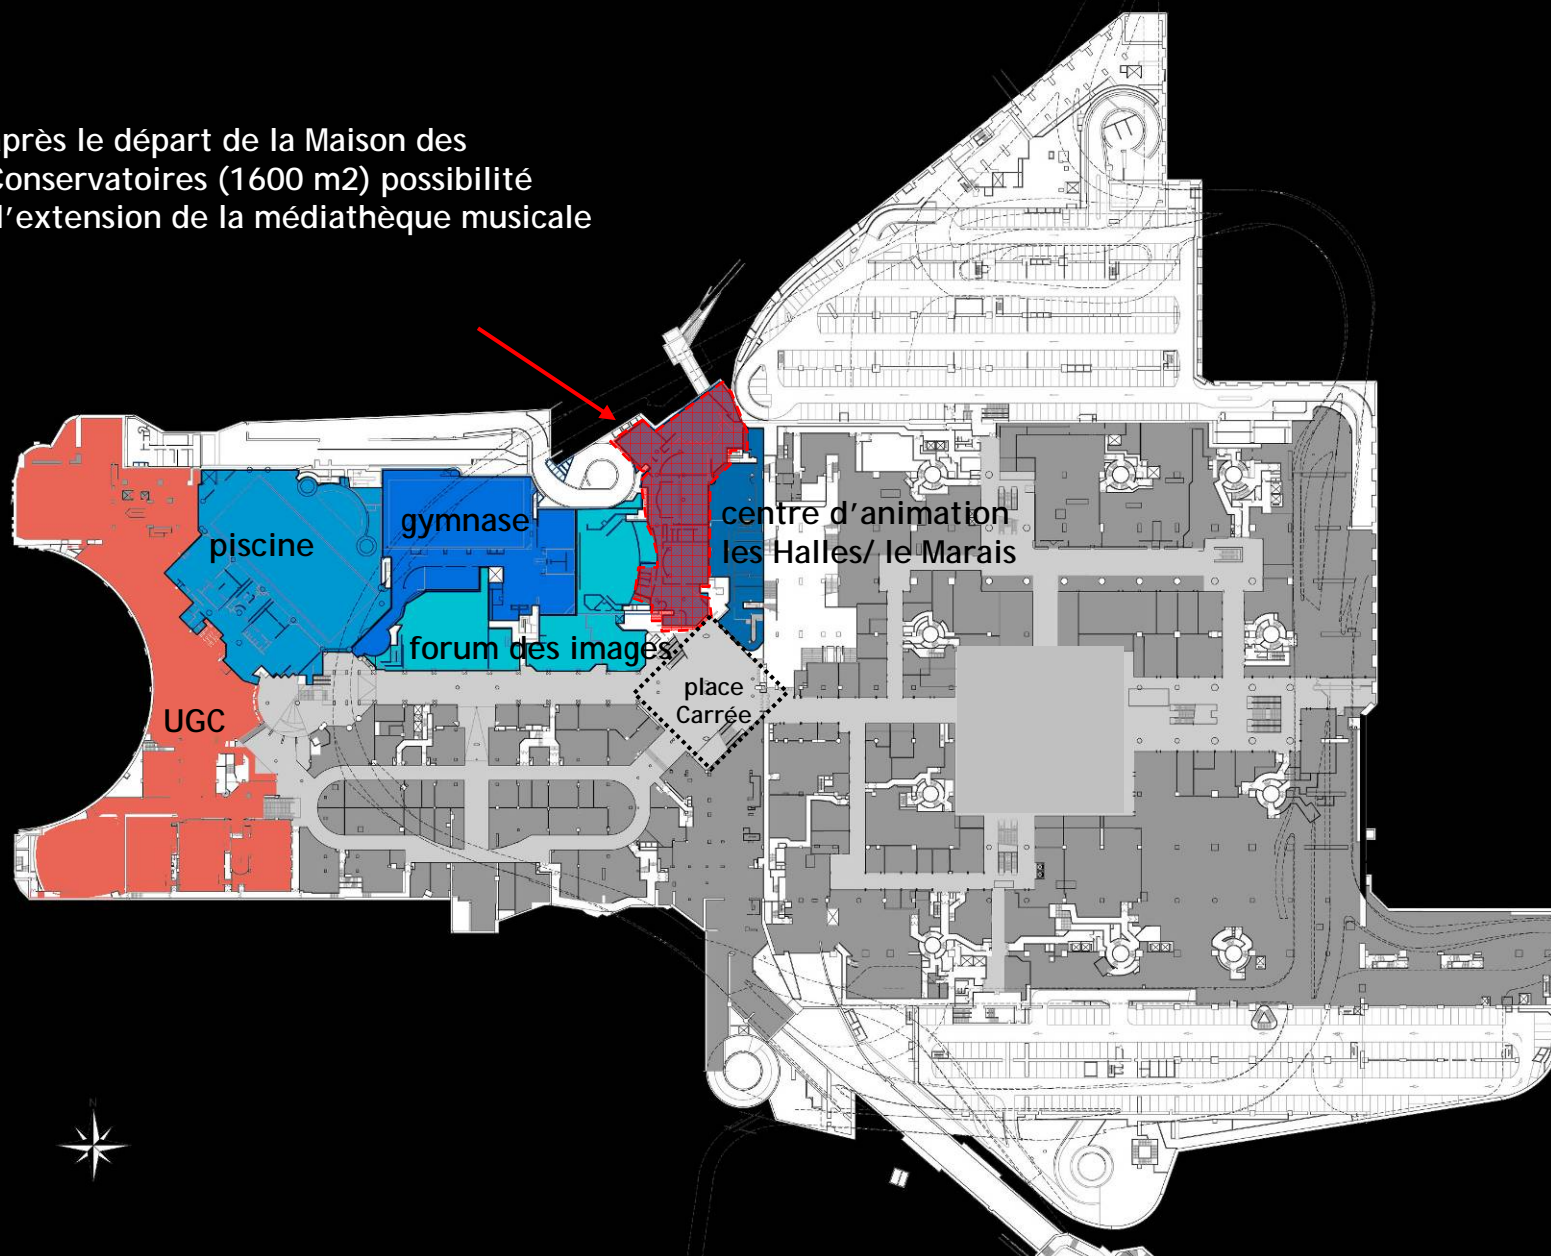 près le départ de la Maison des
onservatoires (1600 m2) possibilité
l'extension de la médiathèque musicale
gymnase
piscine
centre d'animation
les Halles/ le Marais
forum des images
place
Carrée
UGC
N